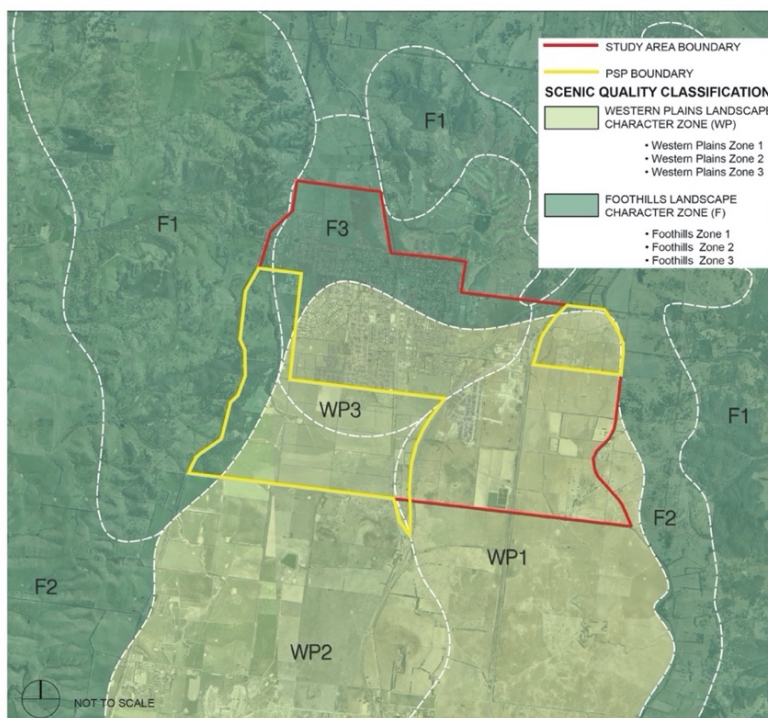 STUDY AREA BOUNDARY
PSP BOUNDARY
SCENIC QUALITY CLASSIFICATION
WESTERN PLAINS LANDSCAPE
CHARACTER ZONE (WP)
• Western Plains Zone 1
• Western Plains Zone 2
• Western Plains Zone 3
FOOTHILLS LANDSCAPE
CHARACTER ZONE (F)
• Foothills Zone 1
• Foothills Zone 2
• Foothills Zone 3
F1
F1
F3
WP3
F1
F2
WP1
F2
WP2
NOT TO SCALE